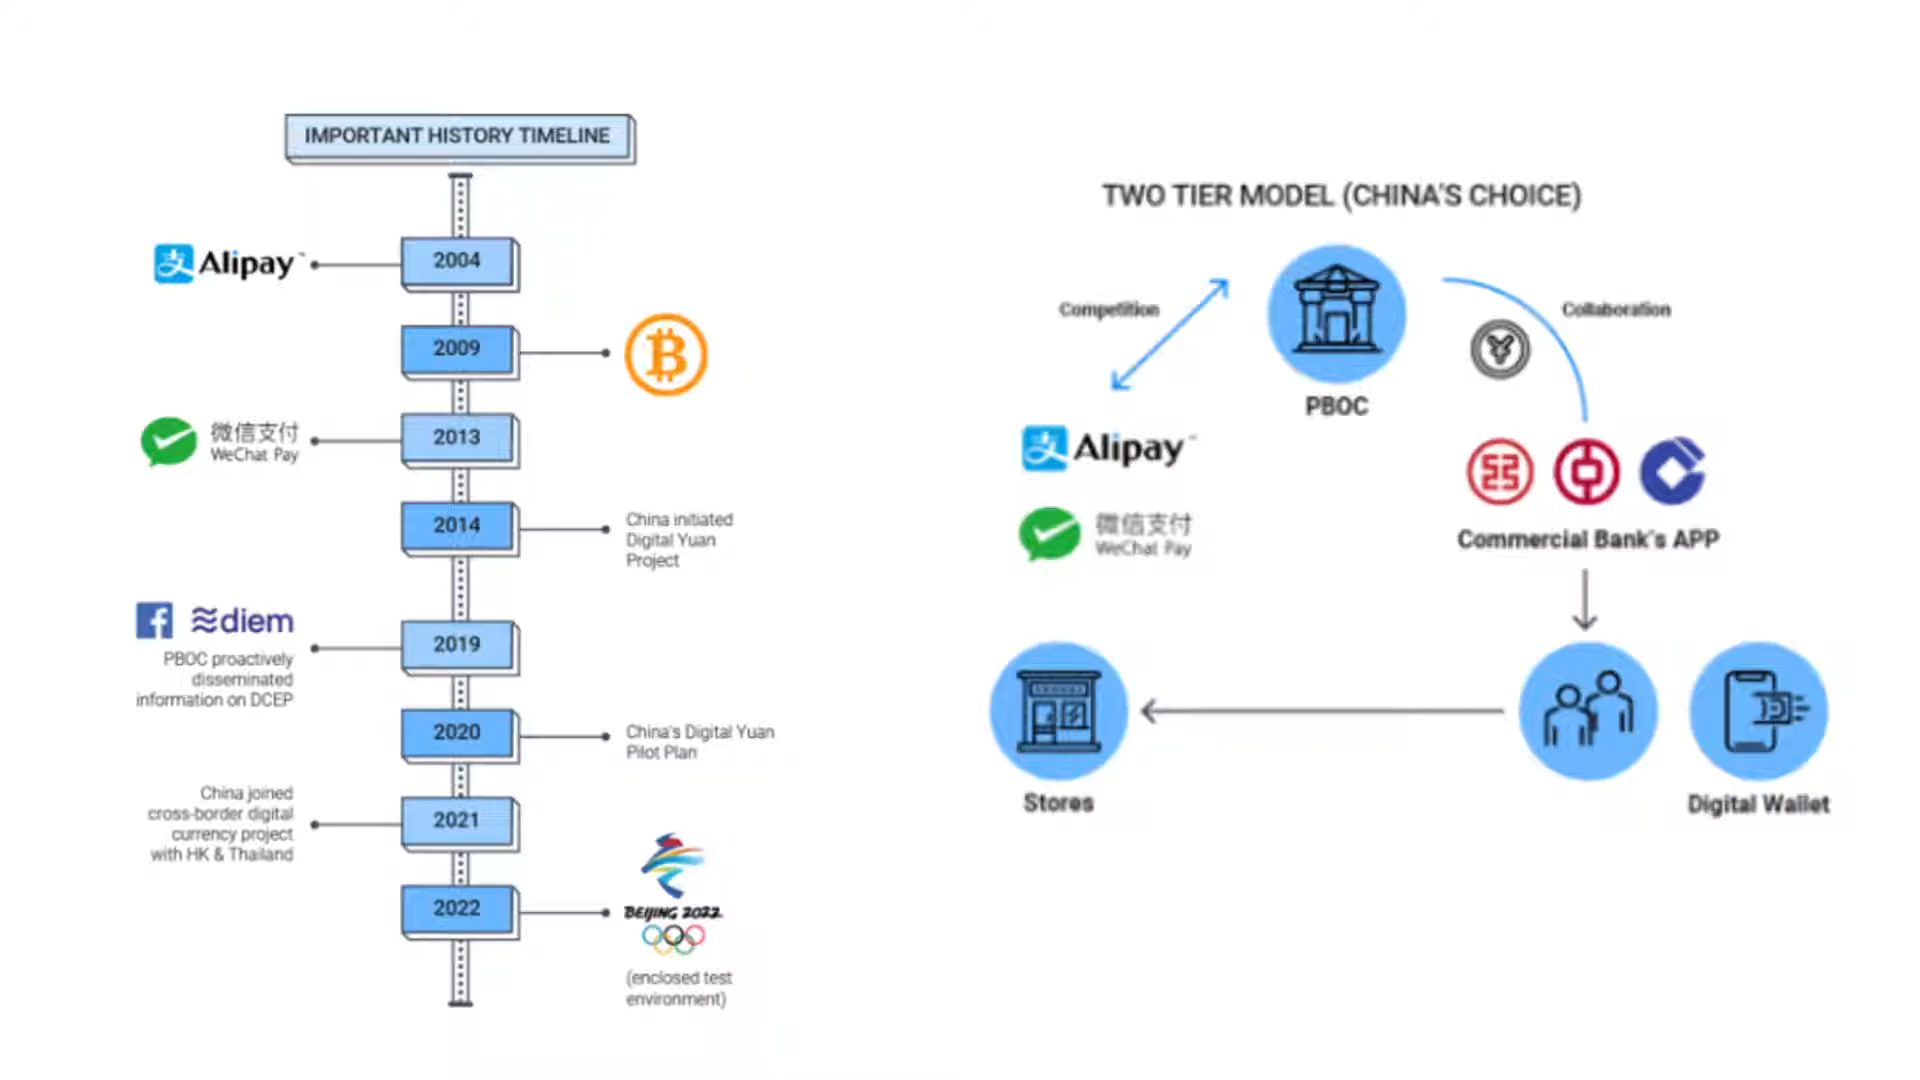 IMPORTANT HISTORY TIMELINE
支 Alipay
2004
2009
微信支付
WeChat Pay
2013
2014
China initiated
Digital Yuan
Project
f diem
PBOC proactively
disseminated
information on DCEP
2019
2020
China's Digital Yuan
Pilot Plan
China joined
cross-border digital
currency project
with HK & Thailand
2021
2022
BEIJING 2022
(enclosed test
environment)
TWO TIER MODEL (CHINA'S CHOICE)
Competition
Collaboration
¥
PBOC
支 Alipay
微信支付
WeChat Pay
Commercial Bank's APP
Stores
Digital Wallet